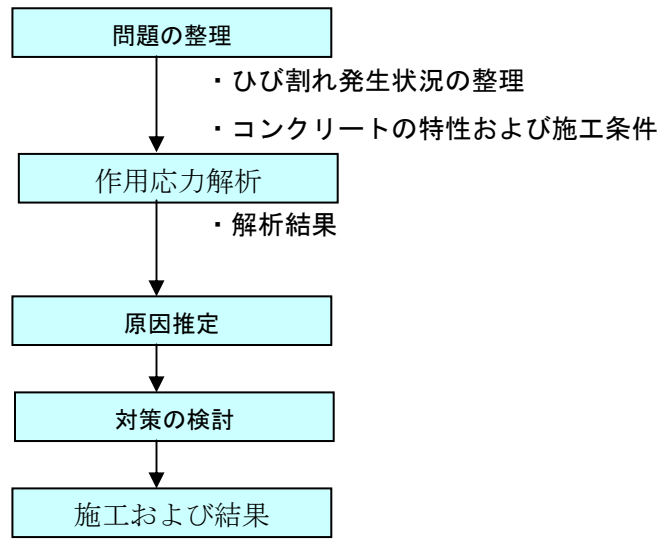 問題の整理
・ひび割れ発生状況の整理
・コンクリートの特性および施工条件
作用応力解析
・解析結果
原因推定
対策の検討
施工および結果